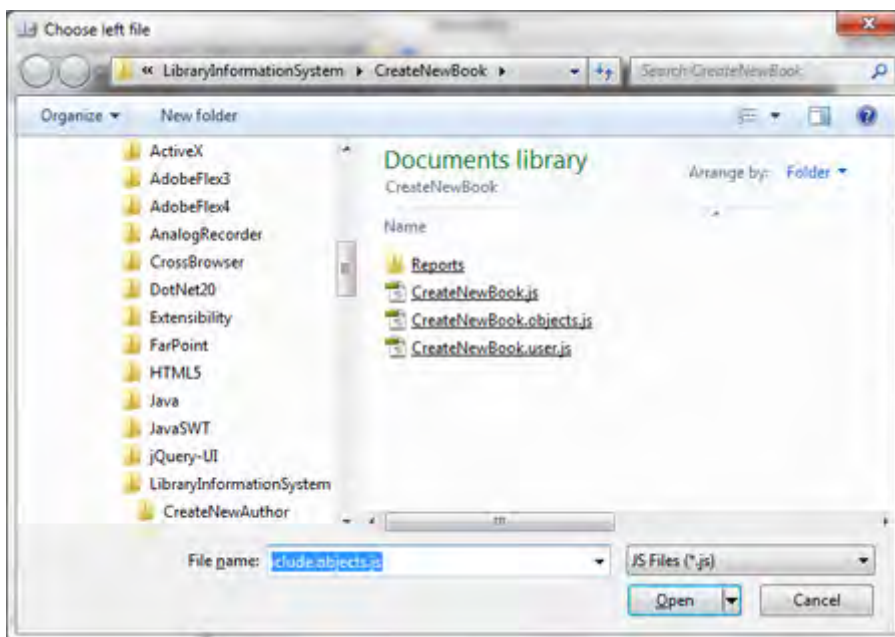 Choose left file
« LibraryInformationSystem ▸ CreateNewBook ▸
Search CreateNewBook
Organize
New folder
ActiveX
AdobeFlex3
AdobeFlex4
AnalogRecorder
CrossBrowser
DotNet20
Extensibility
FarPoint
HTML5
Java
JavaSWT
jQuery-UI
LibraryInformationSystem
CreateNewAuthor
Documents library
CreateNewBook
Arrange by: Folder
Name
Reports
CreateNewBook.js
CreateNewBook.objects.js
CreateNewBook.user.js
File name: clude.objects.js
JS Files (*.js)
Open
Cancel